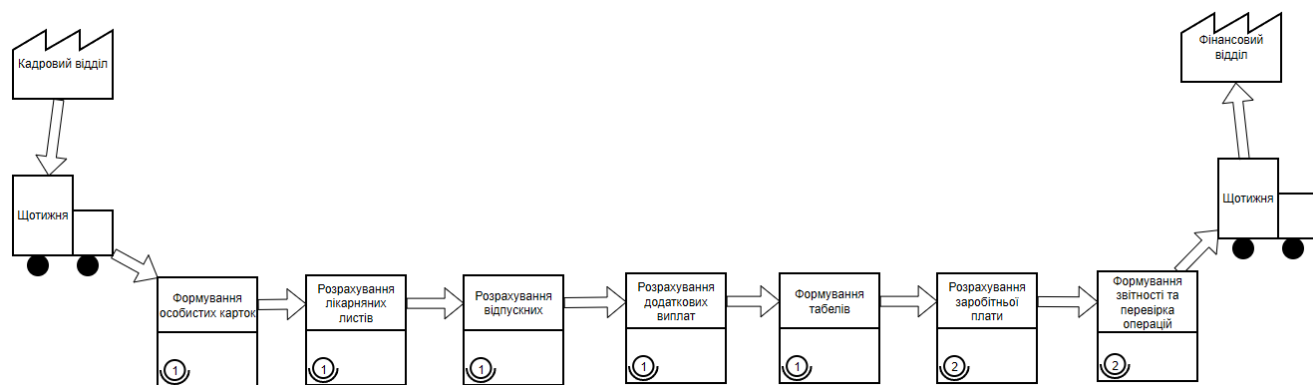 Кадровий відділ
Фінансовий
відділ
Щотижня
Щотижня
Формування
особистих карток
1
Розрахування
лікарняних
листів
1
Розрахування
відпускних
1
Розрахування
додаткових
виплат
1
Формування
табелів
1
Розрахування
заробітньої
плати
2
Формування
звітності та
перевірка
операцій
2